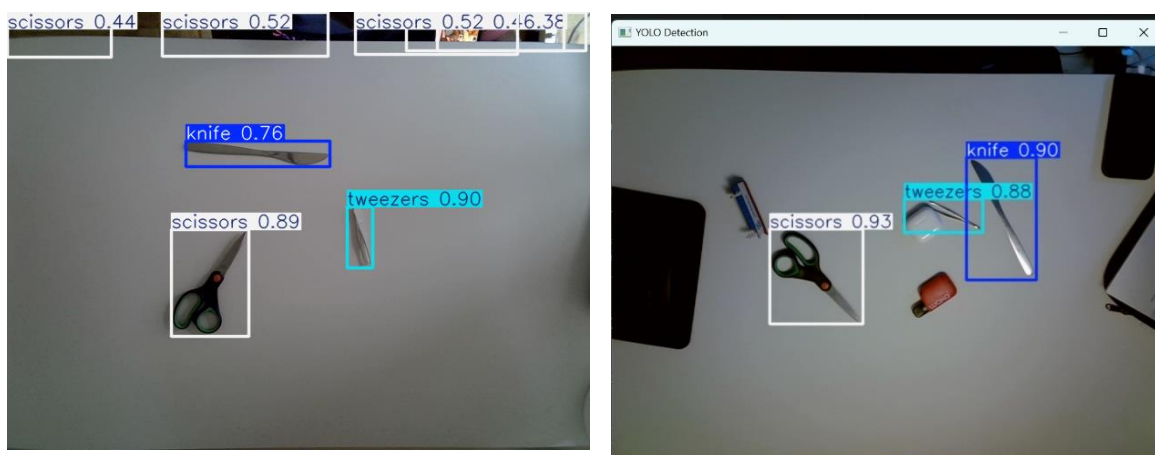 scissors 0.44
scissors 0.52
scissors 0.52
knife 0.76
tweezers 0.90
scissors 0.89
YOLO Detection
knife 0.90
tweezers 0.88
scissors 0.93